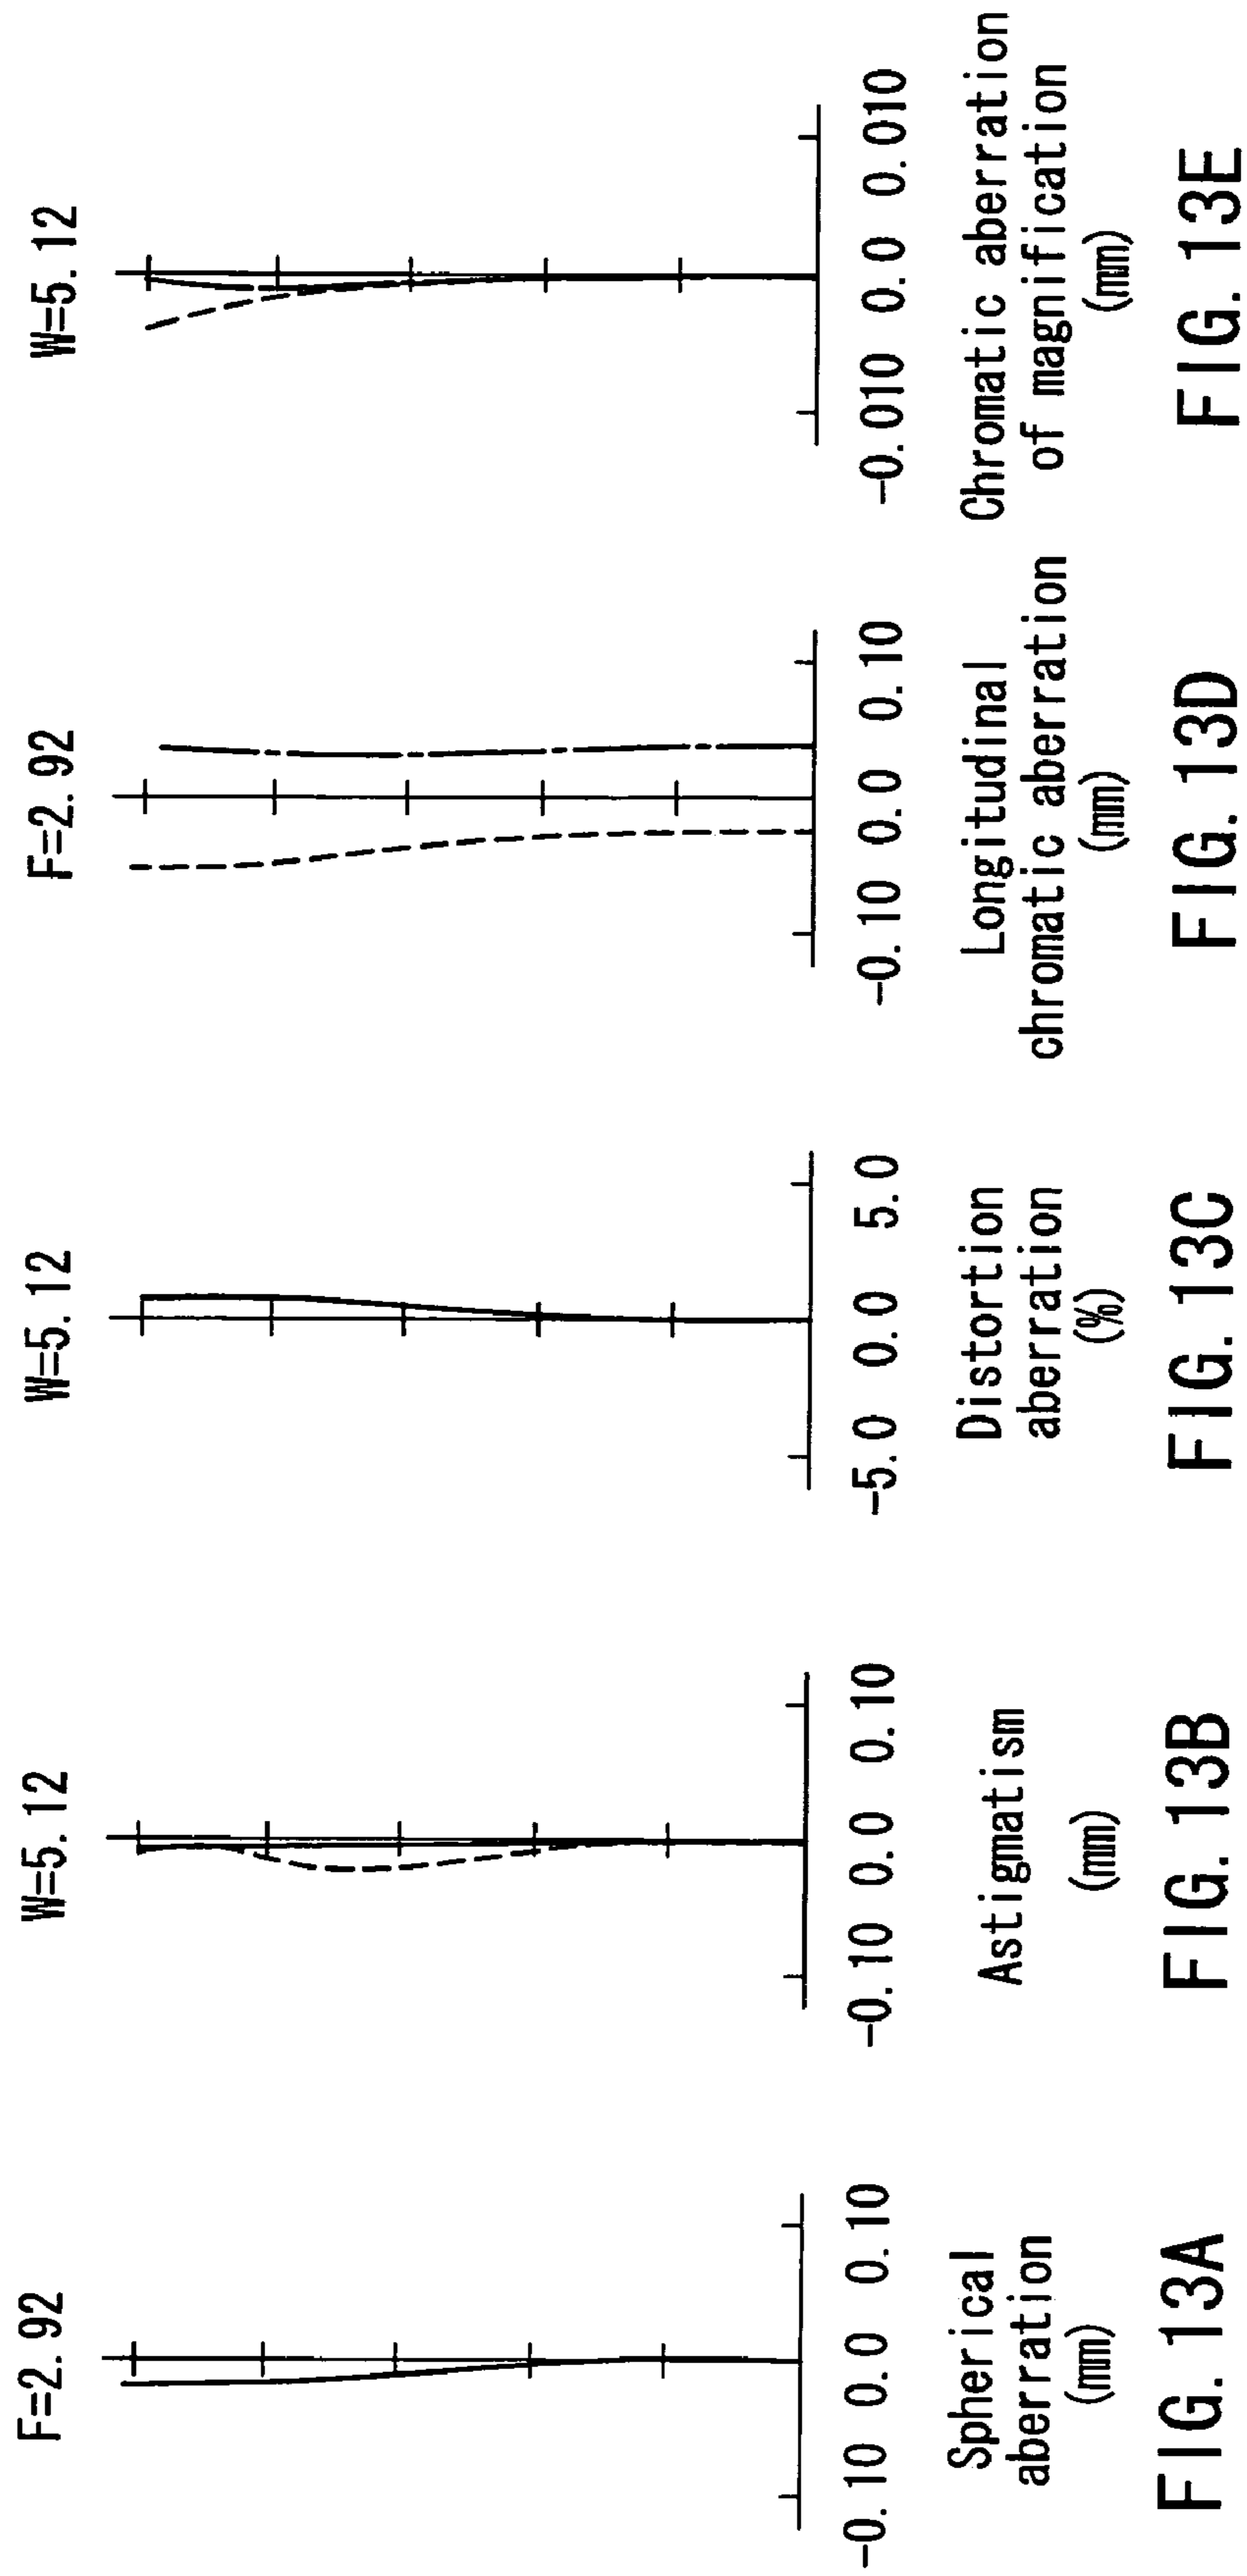 F=2.92
-0.10 0.0 0.10
Spherical
aberration
(mm)
FIG. 13A
W=5.12
-0.10 0.0 0.10
Astigmatism
(mm)
FIG. 13B
W=5.12
-5.0 0.0 5.0
Distortion
aberration
(%)
FIG. 13C
F=2.92
-0.10 0.0 0.10
Longitudinal
chromatic aberration
(mm)
FIG. 13D
W=5.12
-0.010 0.0 0.010
Chromatic aberration
of magnification
(mm)
FIG. 13E